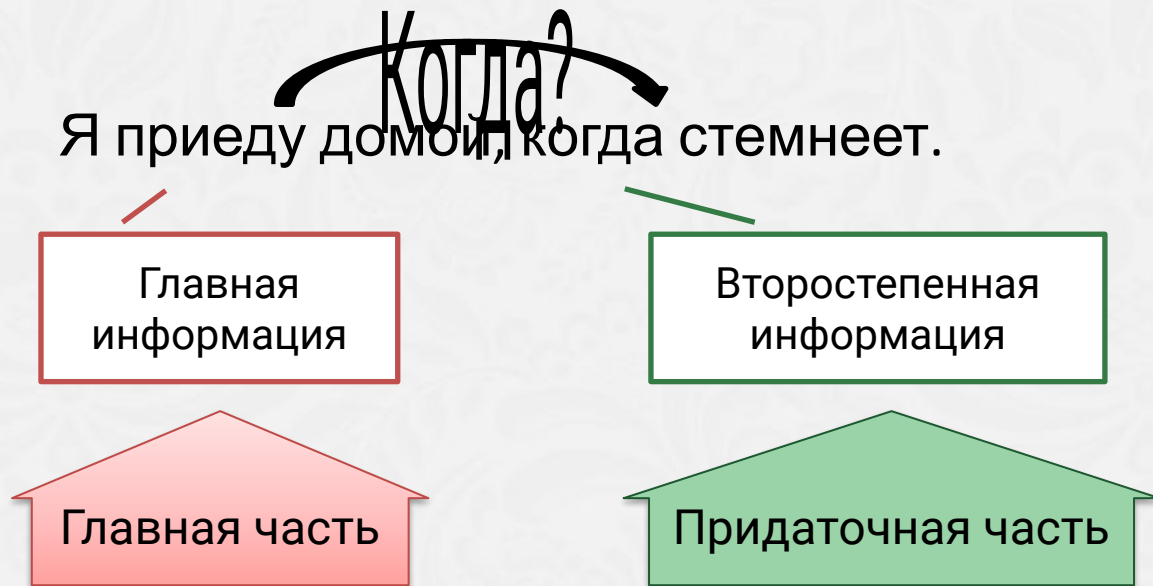 Когда?
Я приеду домой, когда стемнеет.
Главная
информация
Второстепенная
информация
Главная часть
Придаточная часть